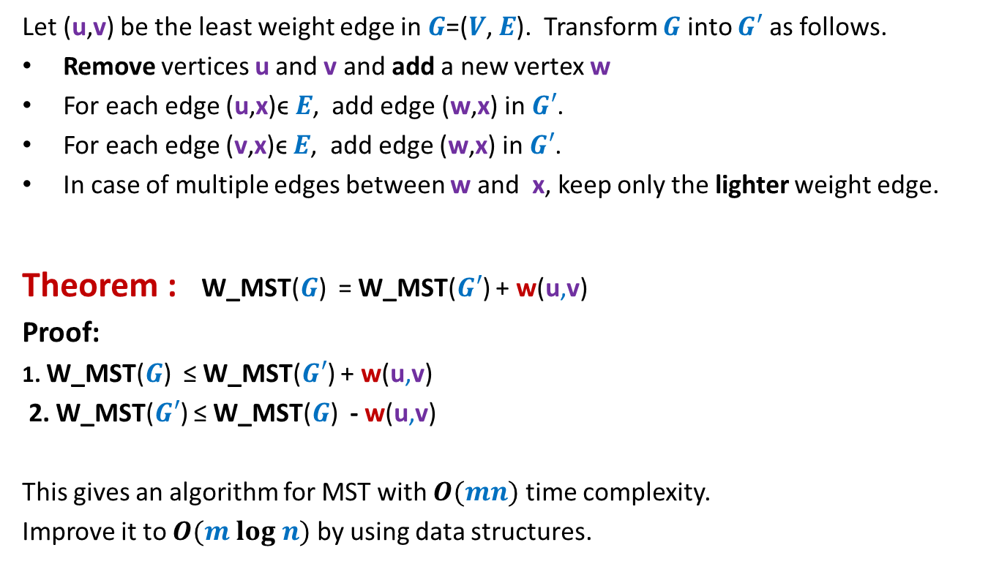 Let (u,v) be the least weight edge in G=(V, E). Transform G into G′ as follows.
• Remove vertices u and v and add a new vertex w
• For each edge (u,x)ϵ E, add edge (w,x) in G′.
• For each edge (v,x)ϵ E, add edge (w,x) in G′.
• In case of multiple edges between w and x, keep only the lighter weight edge.
Theorem : W_MST(G) = W_MST(G′) + w(u,v)
Proof:
1. W_MST(G) ≤ W_MST(G′) + w(u,v)
2. W_MST(G′) ≤ W_MST(G) - w(u,v)
This gives an algorithm for MST with O(mn) time complexity.
Improve it to O(m log n) by using data structures.